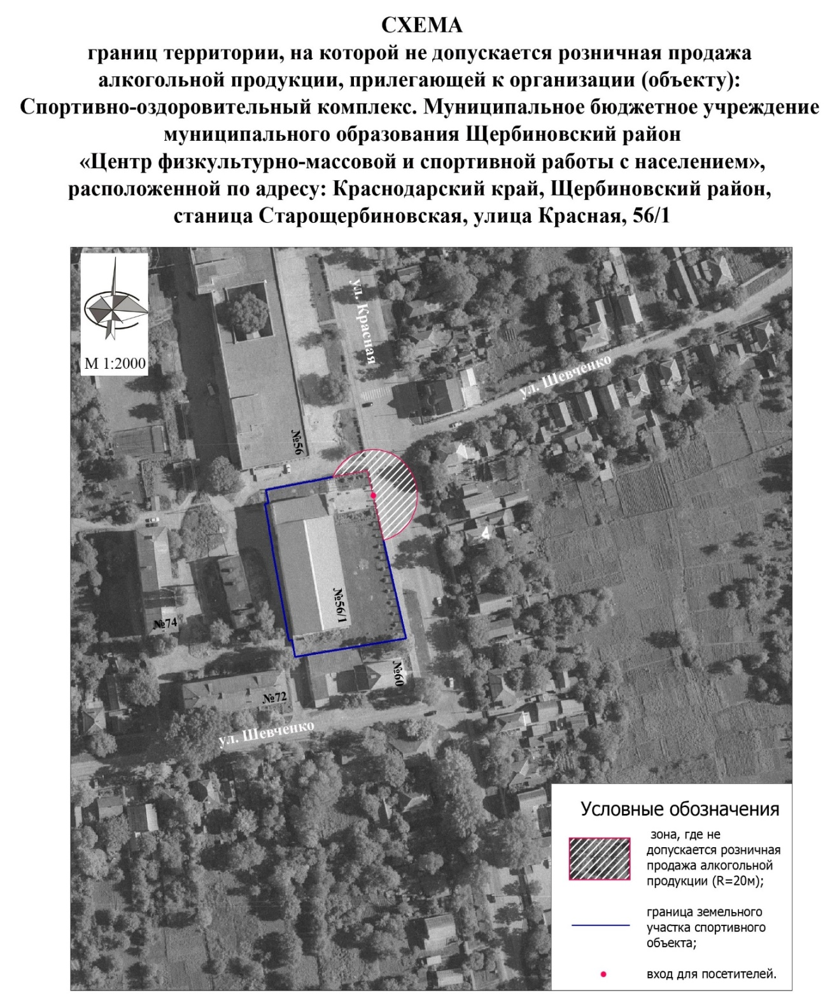 СХЕМА
границ территории, на которой не допускается розничная продажа
алкогольной продукции, прилегающей к организации (объекту):
Спортивно-оздоровительный комплекс. Муниципальное бюджетное учреждение
муниципального образования Щербиновский район
«Центр физкультурно-массовой и спортивной работы с населением»,
расположенной по адресу: Краснодарский край, Щербиновский район,
станица Старощербиновская, улица Красная, 56/1
М 1:2000
ул. Красная
ул. Шевченко
№56
№56/1
№74
№60
№72
ул. Шевченко
Условные обозначения
зона, где не
допускается розничная
продажа алкогольной
продукции (R=20м);
граница земельного
участка спортивного
объекта;
вход для посетителей.